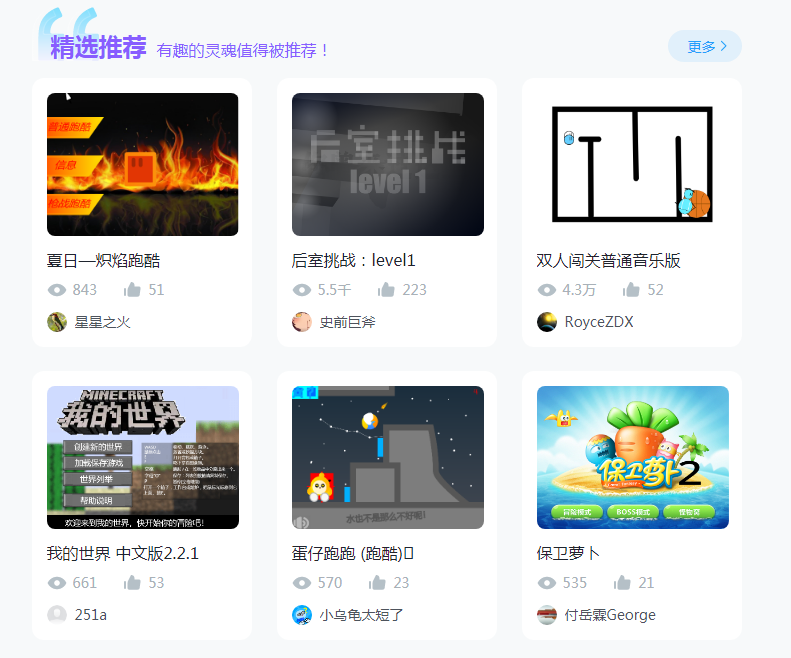 精选推荐 有趣的灵魂值得被推荐！
更多
普通跑酷
信息
枪战跑酷
后室挑战
level 1
夏日—炽焰跑酷
后室挑战：level1
双人闯关普通音乐版
843 51
5.5千 223
4.3万 52
星星之火
史前巨斧
RoyceZDX
MINECRAFT
我的世界
创建新的世界
加载保存游戏
世界列举
帮助说明
欢迎来到我的世界，快开始你的冒险吧！
水也不是那么不好呢！
保卫萝卜2
冒险模式
BOSS模式
怪物窝
我的世界 中文版2.2.1
蛋仔跑跑 (跑酷)
保卫萝卜
661 53
570 23
535 21
251a
小乌龟太短了
付岳霖George